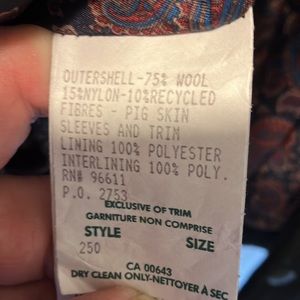 OUTERSHELL-75% WOOL
15%NYLON-10%RECYCLED
FIBRES - PIG SKIN
SLEEVES AND TRIM
LINING 100% POLYESTER
INTERLINING 100% POLY.
RN# 96611
P.O. 2753
EXCLUSIVE OF TRIM
GARNITURE NON COMPRISE
STYLE SIZE
250
CA 00643
DRY CLEAN ONLY-NETTOYER À SEC